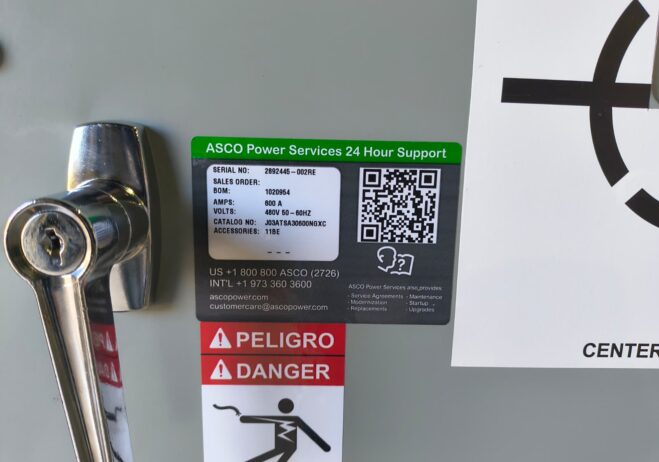 ASCO Power Services 24 Hour Support
SERIAL NO: 2892445-002RE
SALES ORDER:
BOM: 1020954
AMPS: 600 A
VOLTS: 480V 50-60HZ
CATALOG NO: J03ATSA30600NGXC
ACCESSORIES: 11BE
---
US +1 800 800 ASCO (2726)
INT'L +1 973 360 3600
ascopower.com
customercare@ascopower.com
ASCO Power Services also provides
- Service Agreements - Maintenance
- Modernization - Startup
- Replacements - Upgrades
PELIGRO
DANGER
CENTER